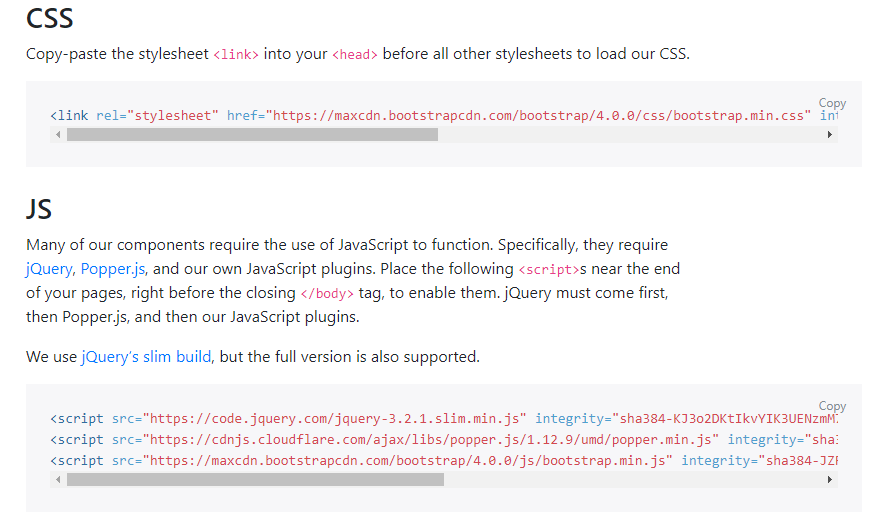 CSS
Copy-paste the stylesheet <link> into your <head> before all other stylesheets to load our CSS.
Copy
<link rel="stylesheet" href="https://maxcdn.bootstrapcdn.com/bootstrap/4.0.0/css/bootstrap.min.css" int
JS
Many of our components require the use of JavaScript to function. Specifically, they require
jQuery, Popper.js, and our own JavaScript plugins. Place the following <script>s near the end
of your pages, right before the closing </body> tag, to enable them. jQuery must come first,
then Popper.js, and then our JavaScript plugins.
We use jQuery’s slim build, but the full version is also supported.
Copy
<script src="https://code.jquery.com/jquery-3.2.1.slim.min.js" integrity="sha384-KJ3o2DKtIkvYIK3UENzmM
<script src="https://cdnjs.cloudflare.com/ajax/libs/popper.js/1.12.9/umd/popper.min.js" integrity="sha
<script src="https://maxcdn.bootstrapcdn.com/bootstrap/4.0.0/js/bootstrap.min.js" integrity="sha384-JZ